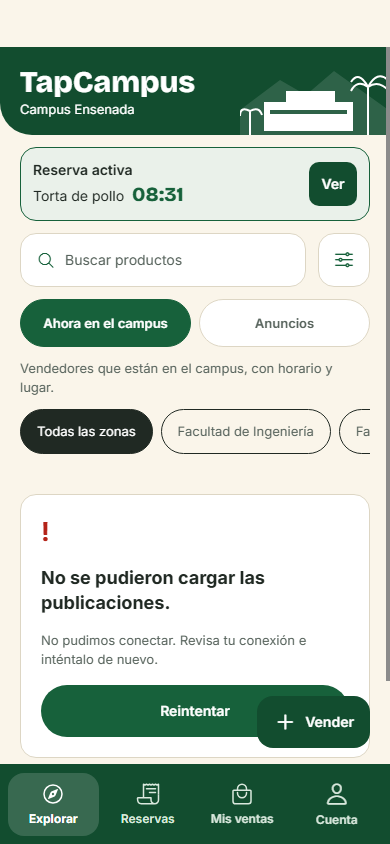 TapCampus
Campus Ensenada
Reserva activa
Torta de pollo 08:31
Ver
Buscar productos
Ahora en el campus
Anuncios
Vendedores que están en el campus, con horario y
lugar.
Todas las zonas
Facultad de Ingeniería
Fa
!
No se pudieron cargar las
publicaciones.
No pudimos conectar. Revisa tu conexión e
inténtalo de nuevo.
Reintentar
Vender
Explorar
Reservas
Mis ventas
Cuenta